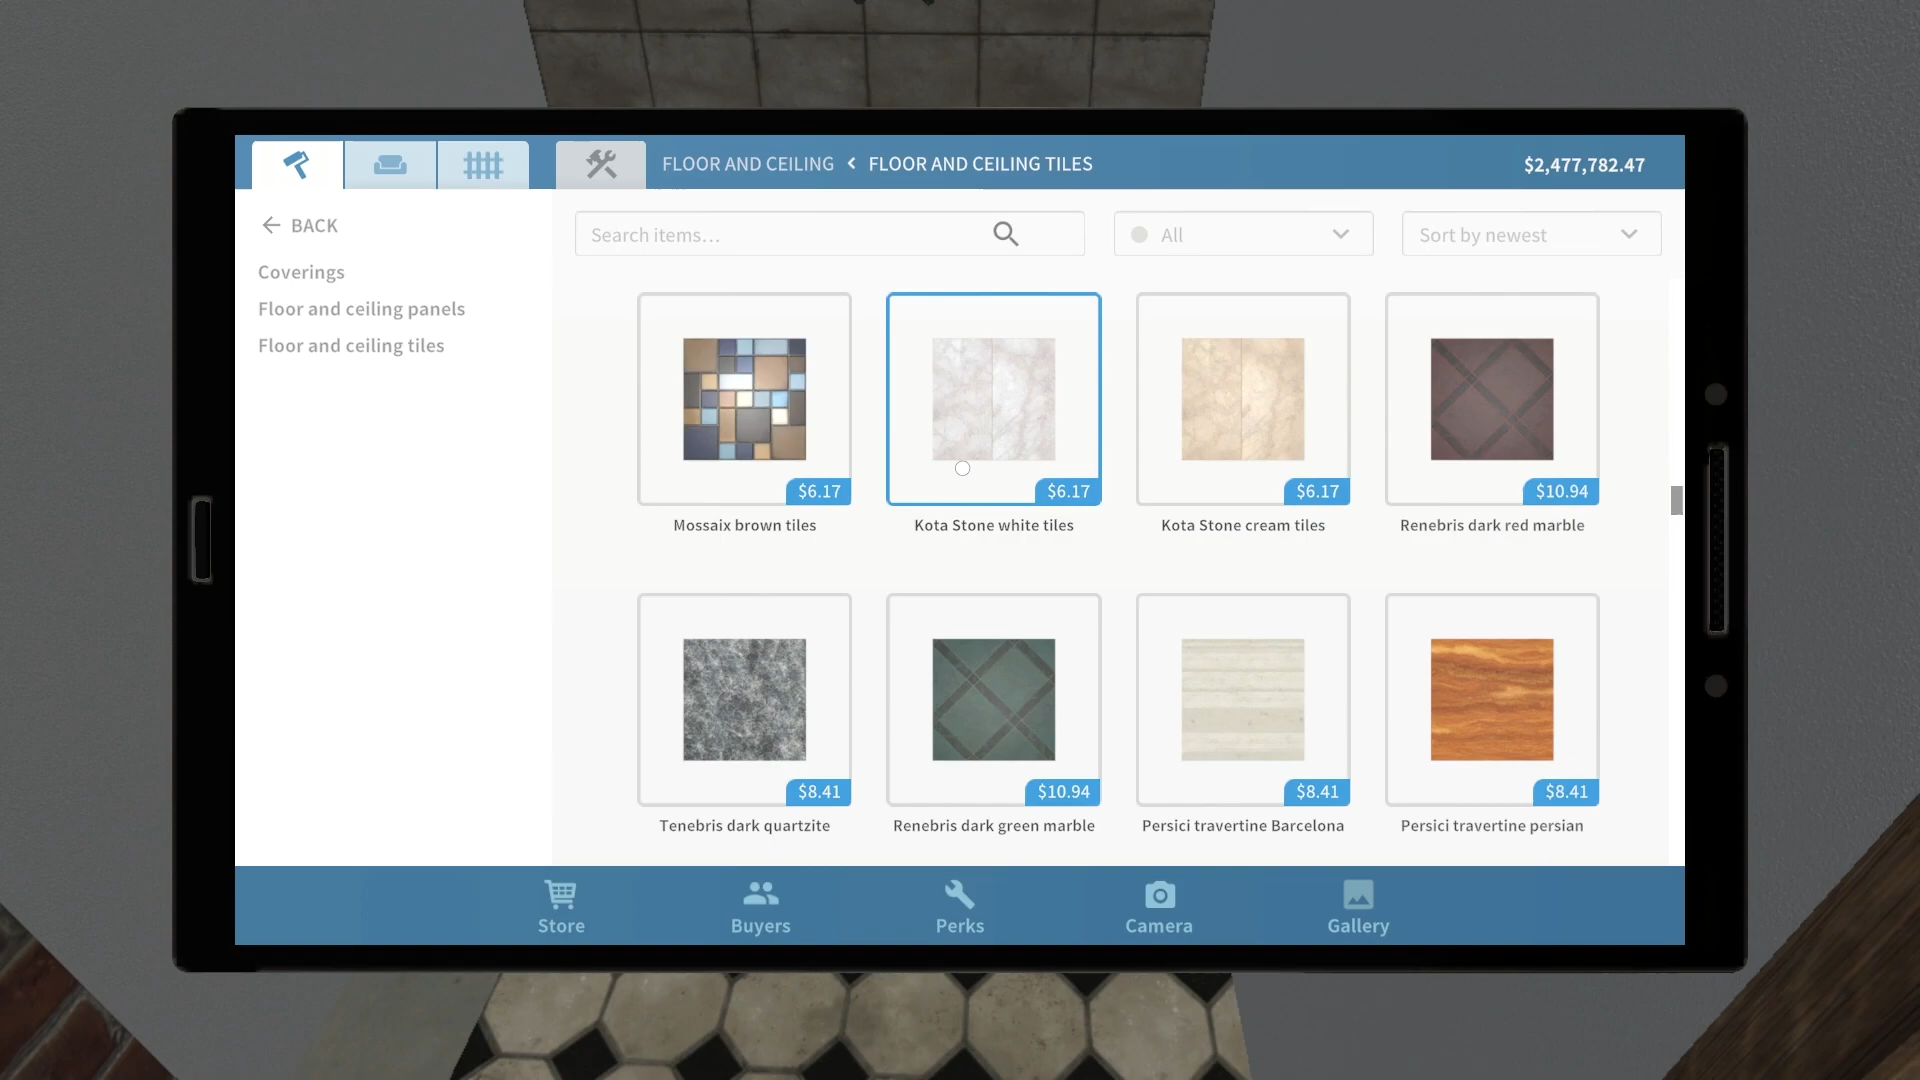 FLOOR AND CEILING < FLOOR AND CEILING TILES
$2,477,782.47
BACK
Coverings
Floor and ceiling panels
Floor and ceiling tiles
Search items...
All
Sort by newest
$6.17
$6.17
$6.17
$10.94
Mossaix brown tiles
Kota Stone white tiles
Kota Stone cream tiles
Renebris dark red marble
$8.41
$10.94
$8.41
$8.41
Tenebris dark quartzite
Renebris dark green marble
Persici travertine Barcelona
Persici travertine persian
Store
Buyers
Perks
Camera
Gallery